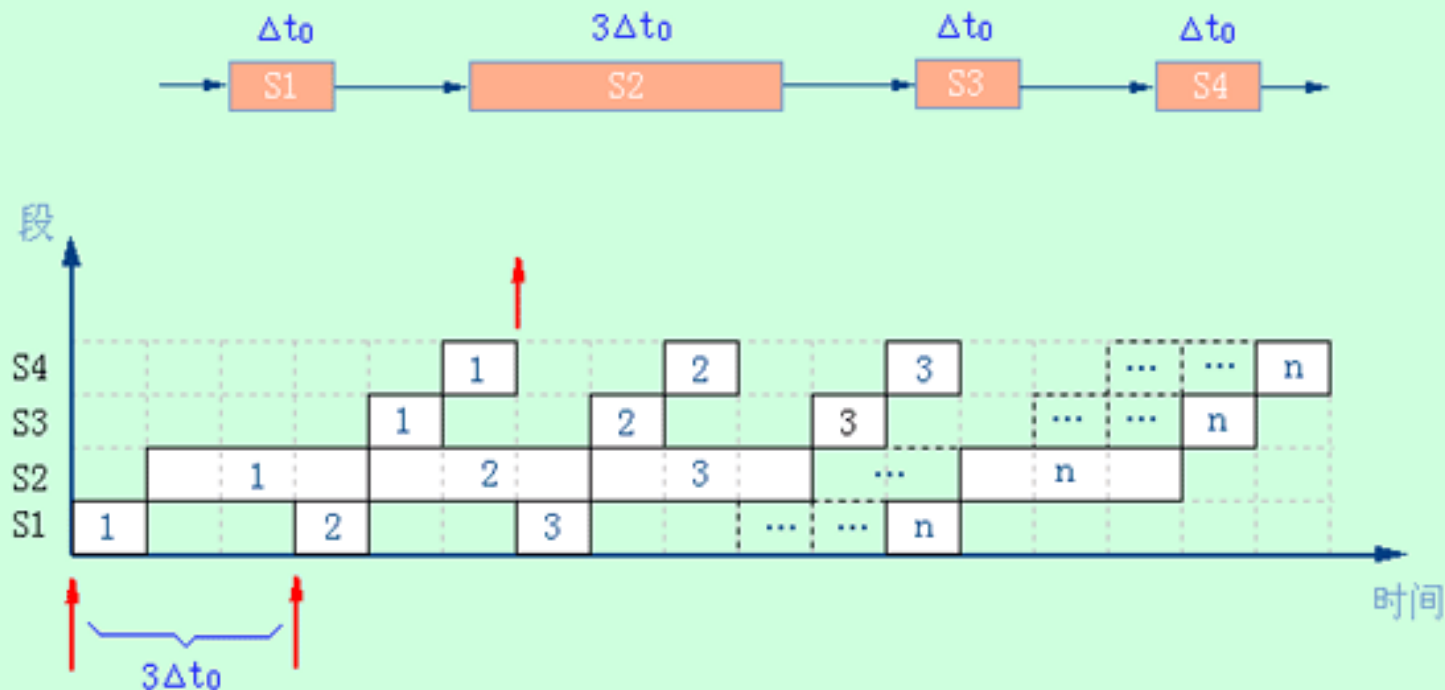 Δt₀ 3Δt₀ Δt₀ Δt₀
S1 S2 S3 S4
段
S4 1 2 3 ... ... n
S3 1 2 3 ... ... n
S2 1 2 3 ... n
S1 1 2 3 ... ... n
时间
3Δt₀